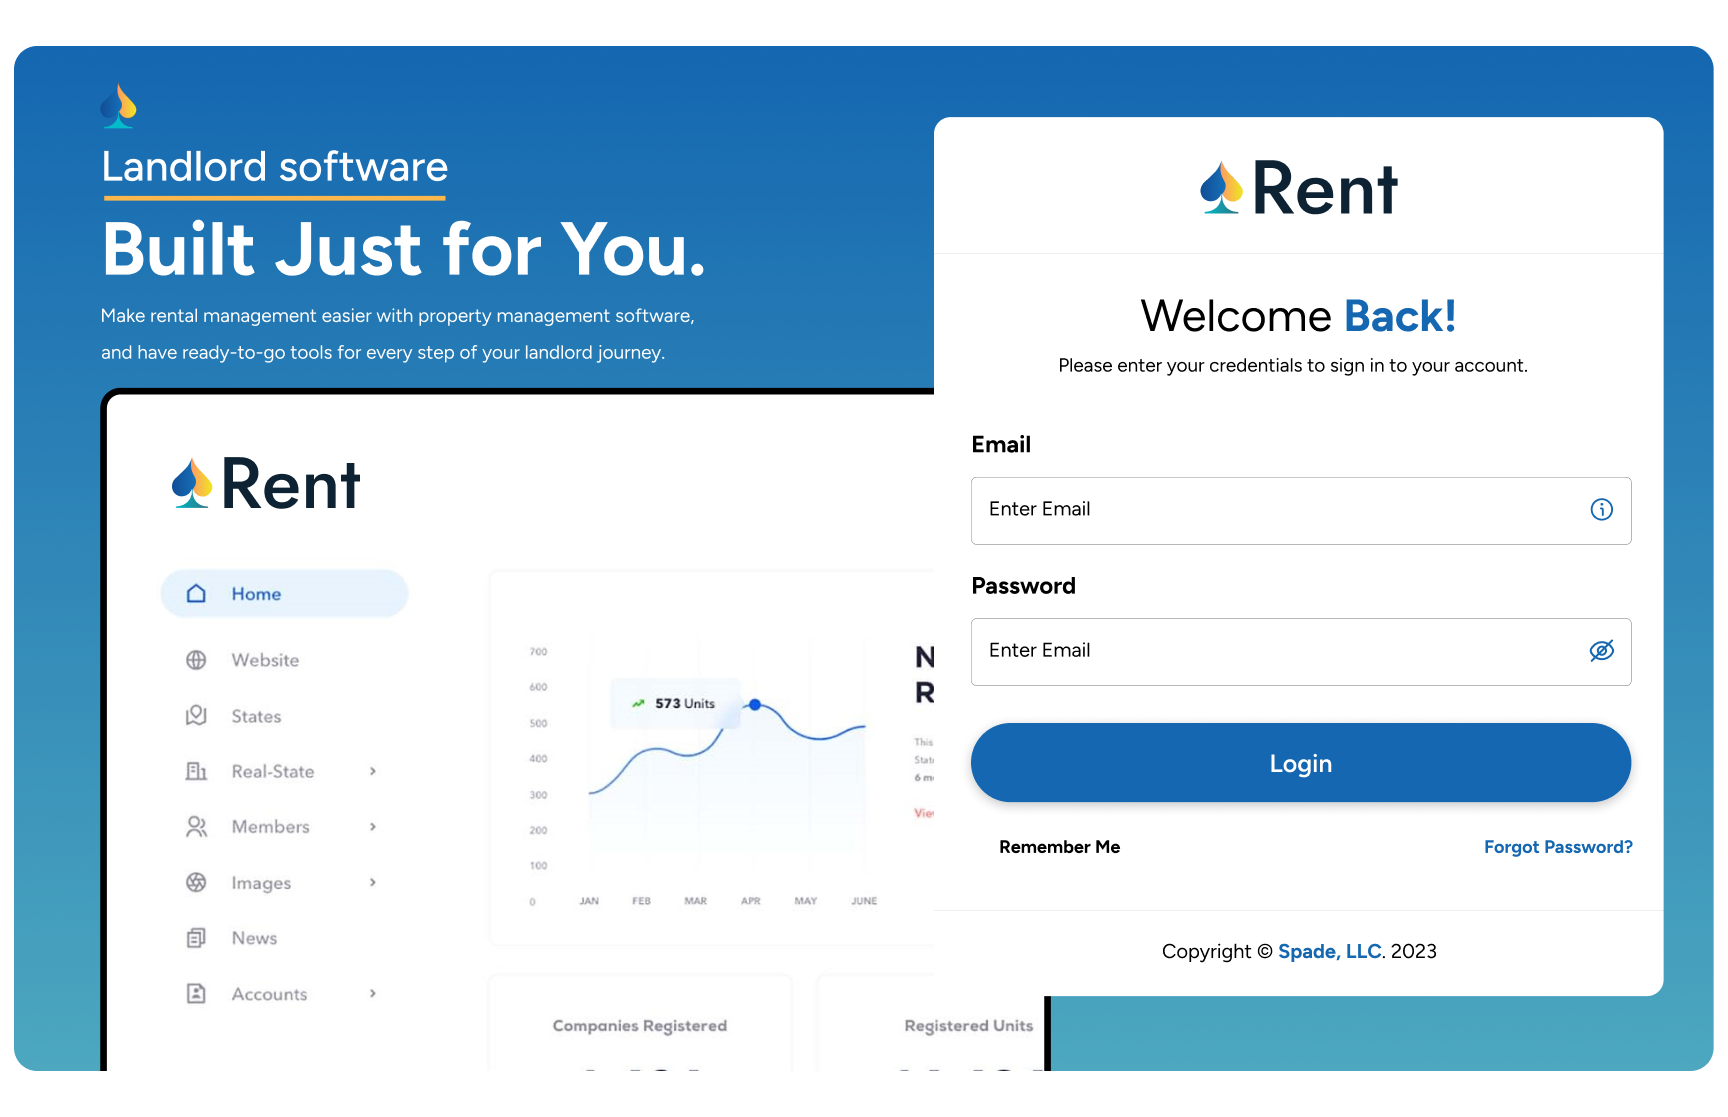 Landlord software
Built Just for You.
Make rental management easier with property management software,
and have ready-to-go tools for every step of your landlord journey.
Rent
Home
Website
States
Real-State
Members
Images
News
Accounts
700
600
500
400
300
200
100
0
573 Units
JAN FEB MAR APR MAY JUNE
This
6 m
Companies Registered
Registered Units
Rent
Welcome Back!
Please enter your credentials to sign in to your account.
Email
Enter Email
Password
Enter Email
Login
Remember Me
Forgot Password?
Copyright © Spade, LLC. 2023